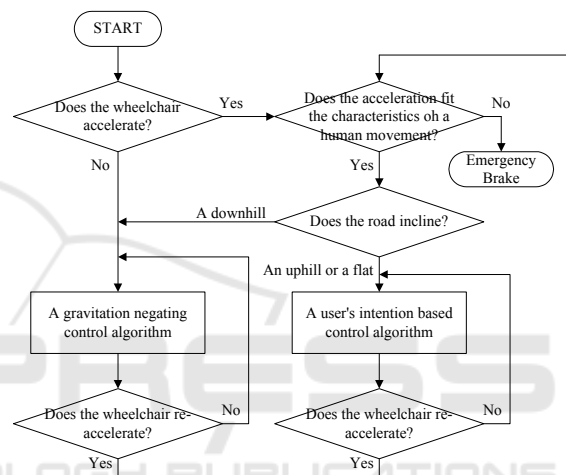 START
Does the wheelchair
accelerate?
Yes
Does the acceleration fit
the characteristics oh a
human movement?
No
No
Yes
Emergency
Brake
A downhill
Does the road incline?
An uphill or a flat
A gravitation negating
control algorithm
A user's intention based
control algorithm
Does the wheelchair re-
accelerate?
No
Does the wheelchair re-
accelerate?
No
Yes
Yes
PRESS
PUBLICATIONS